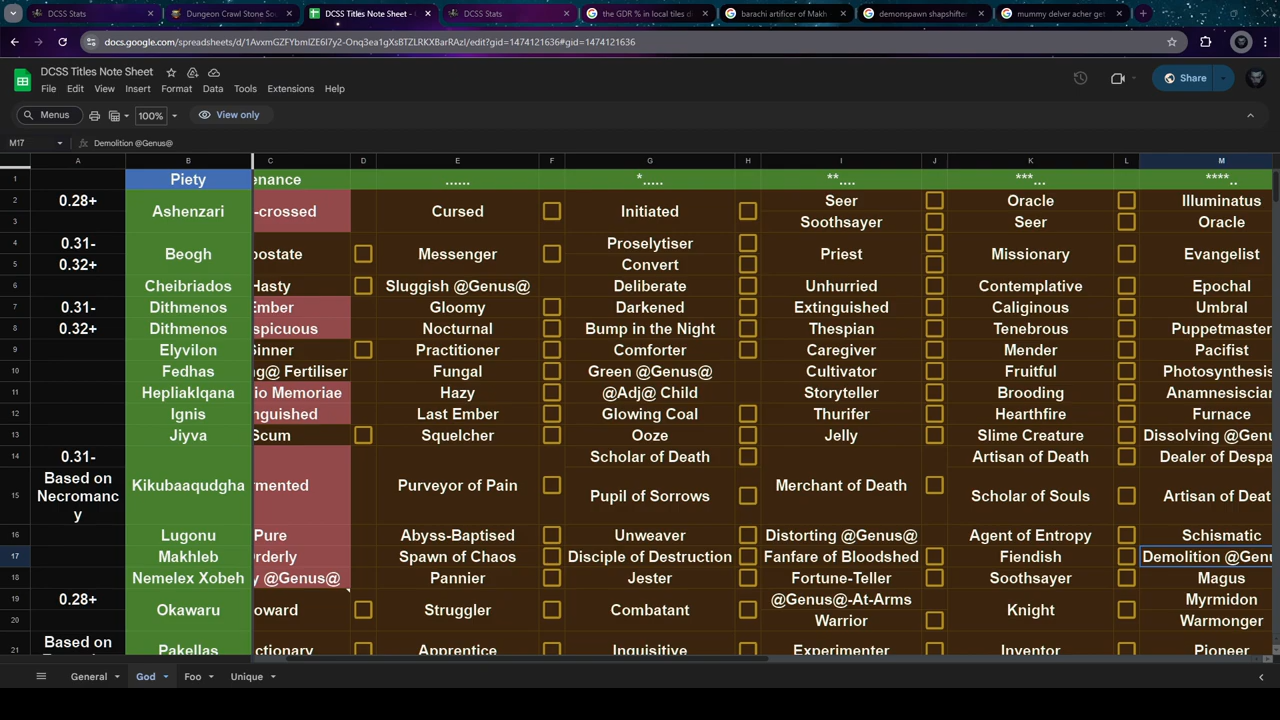 DCSS Stats
Dungeon Crawl Stone Sou
DCSS Titles Note Sheet -
DCSS Stats
the GDR % in local tiles di
barachi artificer of Makh
demonspawn shapshifter
mummy delver acher get
docs.google.com/spreadsheets/d/
edit?gid=1474121636#gid=1474121636
DCSS Titles Note Sheet
File Edit View Insert Format Data Tools Extensions Help
Share
Menus
100%
View only
M17
Demolition @Genus@
A B C D E F G H I J K L M
1 Piety enance ...... *..... **.... ***... ****..
2 0.28+ Ashenzari -crossed Cursed Initiated Seer Oracle Illuminatus
3 Soothsayer Seer Oracle
4 0.31- Beogh ostate Messenger Proselytiser Priest Missionary Evangelist
5 0.32+ Convert
6 Cheibriados Hasty Sluggish @Genus@ Deliberate Unhurried Contemplative Epochal
7 0.31- Dithmenos Ember Gloomy Darkened Extinguished Caliginous Umbral
8 0.32+ Dithmenos spicuous Nocturnal Bump in the Night Thespian Tenebrous Puppetmaster
9 Elyvilon Sinner Practitioner Comforter Caregiver Mender Pacifist
10 Fedhas ng@ Fertiliser Fungal Green @Genus@ Cultivator Fruitful Photosynthesis
11 Hepliaklqana io Memoriae Hazy @Adj@ Child Storyteller Brooding Anamnesiscian
12 Ignis nguished Last Ember Glowing Coal Thurifer Hearthfire Furnace
13 Jiyva Scum Squelcher Ooze Jelly Slime Creature Dissolving @Genu
14 0.31- Scholar of Death Artisan of Death Dealer of Despa
15 Based on Necromanc y Kikubaaqudgha rmented Purveyor of Pain Pupil of Sorrows Merchant of Death Scholar of Souls Artisan of Deat
16 Lugonu Pure Abyss-Baptised Unweaver Distorting @Genus@ Agent of Entropy Schismatic
17 Makhleb rderly Spawn of Chaos Disciple of Destruction Fanfare of Bloodshed Fiendish Demolition @Genu
18 Nemelex Xobeh y @Genus@ Pannier Jester Fortune-Teller Soothsayer Magus
19 0.28+ Okawaru oward Struggler Combatant @Genus@-At-Arms Knight Myrmidon
20 Warrior Warmonger
21 Based on Pakellas ctionary Apprentice Inquisitive Experimenter Inventor Pioneer
General God Foo Unique